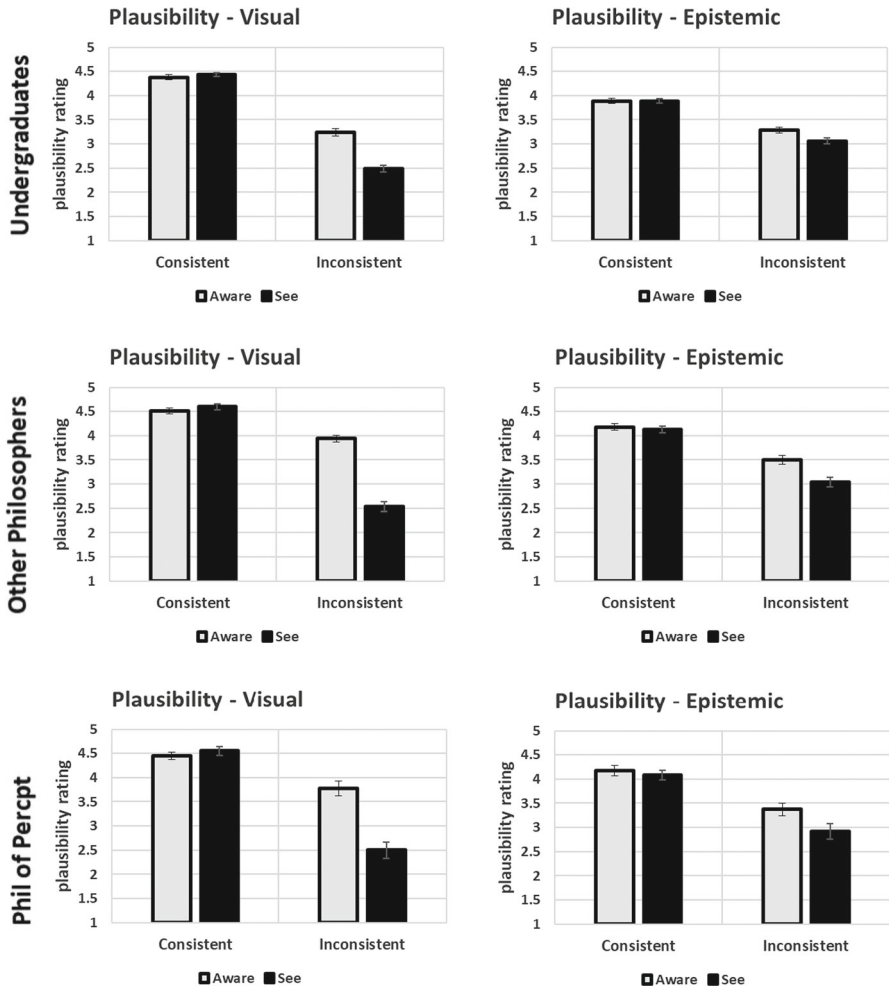 Undergraduates
Plausibility - Visual
plausibility rating
5
4.5
4
3.5
3
2.5
2
1.5
1
Consistent Inconsistent
Aware See
Plausibility - Epistemic
plausibility rating
5
4.5
4
3.5
3
2.5
2
1.5
1
Consistent Inconsistent
Aware See
Other Philosophers
Plausibility - Visual
plausibility rating
5
4.5
4
3.5
3
2.5
2
1.5
1
Consistent Inconsistent
Aware See
Plausibility - Epistemic
plausibility rating
5
4.5
4
3.5
3
2.5
2
1.5
1
Consistent Inconsistent
Aware See
Phil of Percpt
Plausibility - Visual
plausibility rating
5
4.5
4
3.5
3
2.5
2
1.5
1
Consistent Inconsistent
Aware See
Plausibility - Epistemic
plausibility rating
5
4.5
4
3.5
3
2.5
2
1.5
1
Consistent Inconsistent
Aware See